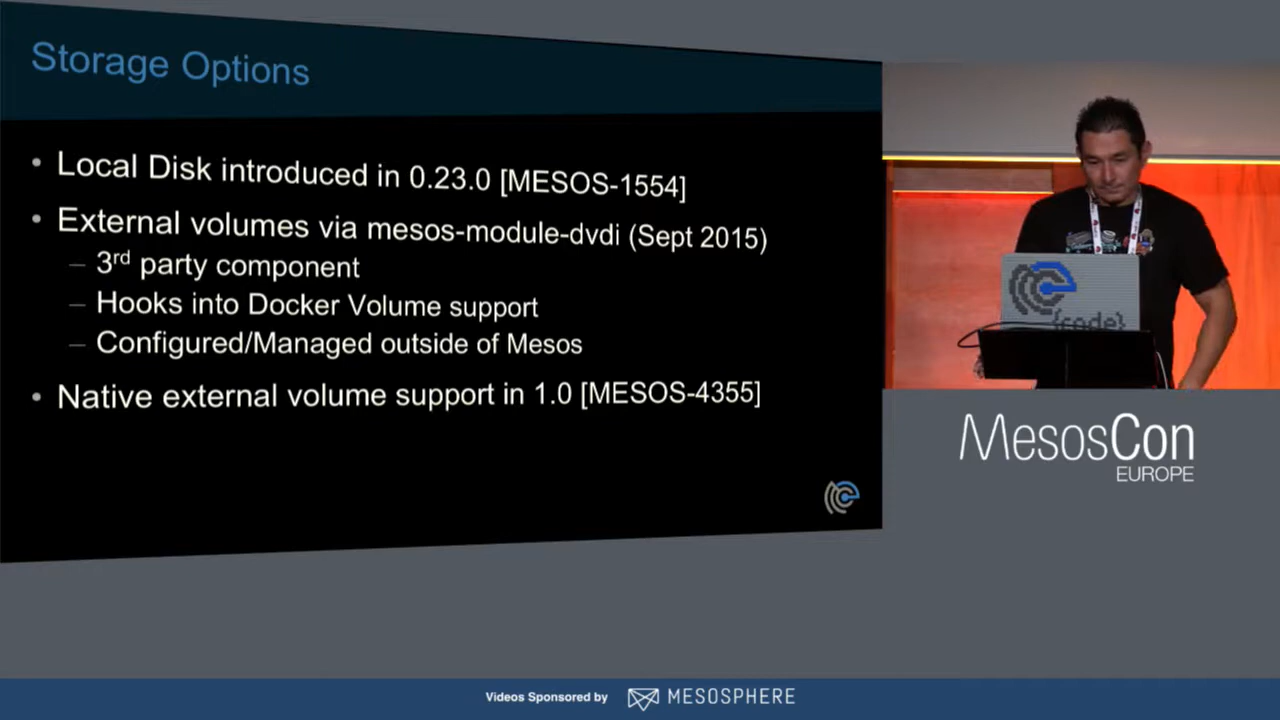 Storage Options
• Local Disk introduced in 0.23.0 [MESOS-1554]
• External volumes via mesos-module-dvdi (Sept 2015)
– 3rd party component
– Hooks into Docker Volume support
– Configured/Managed outside of Mesos
• Native external volume support in 1.0 [MESOS-4355]
{code}
MesosCon
EUROPE
Videos Sponsored by MESOSPHERE